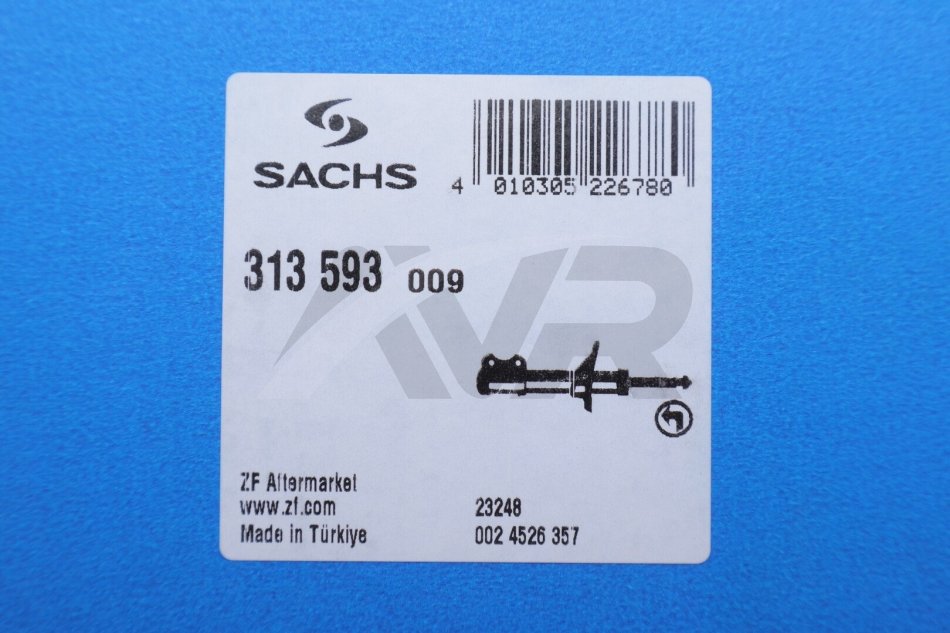 SACHS
4 010305 226780
313 593 009
IVR
ZF Aftermarket
www.zf.com
Made in Türkiye
23248
002 4526 357